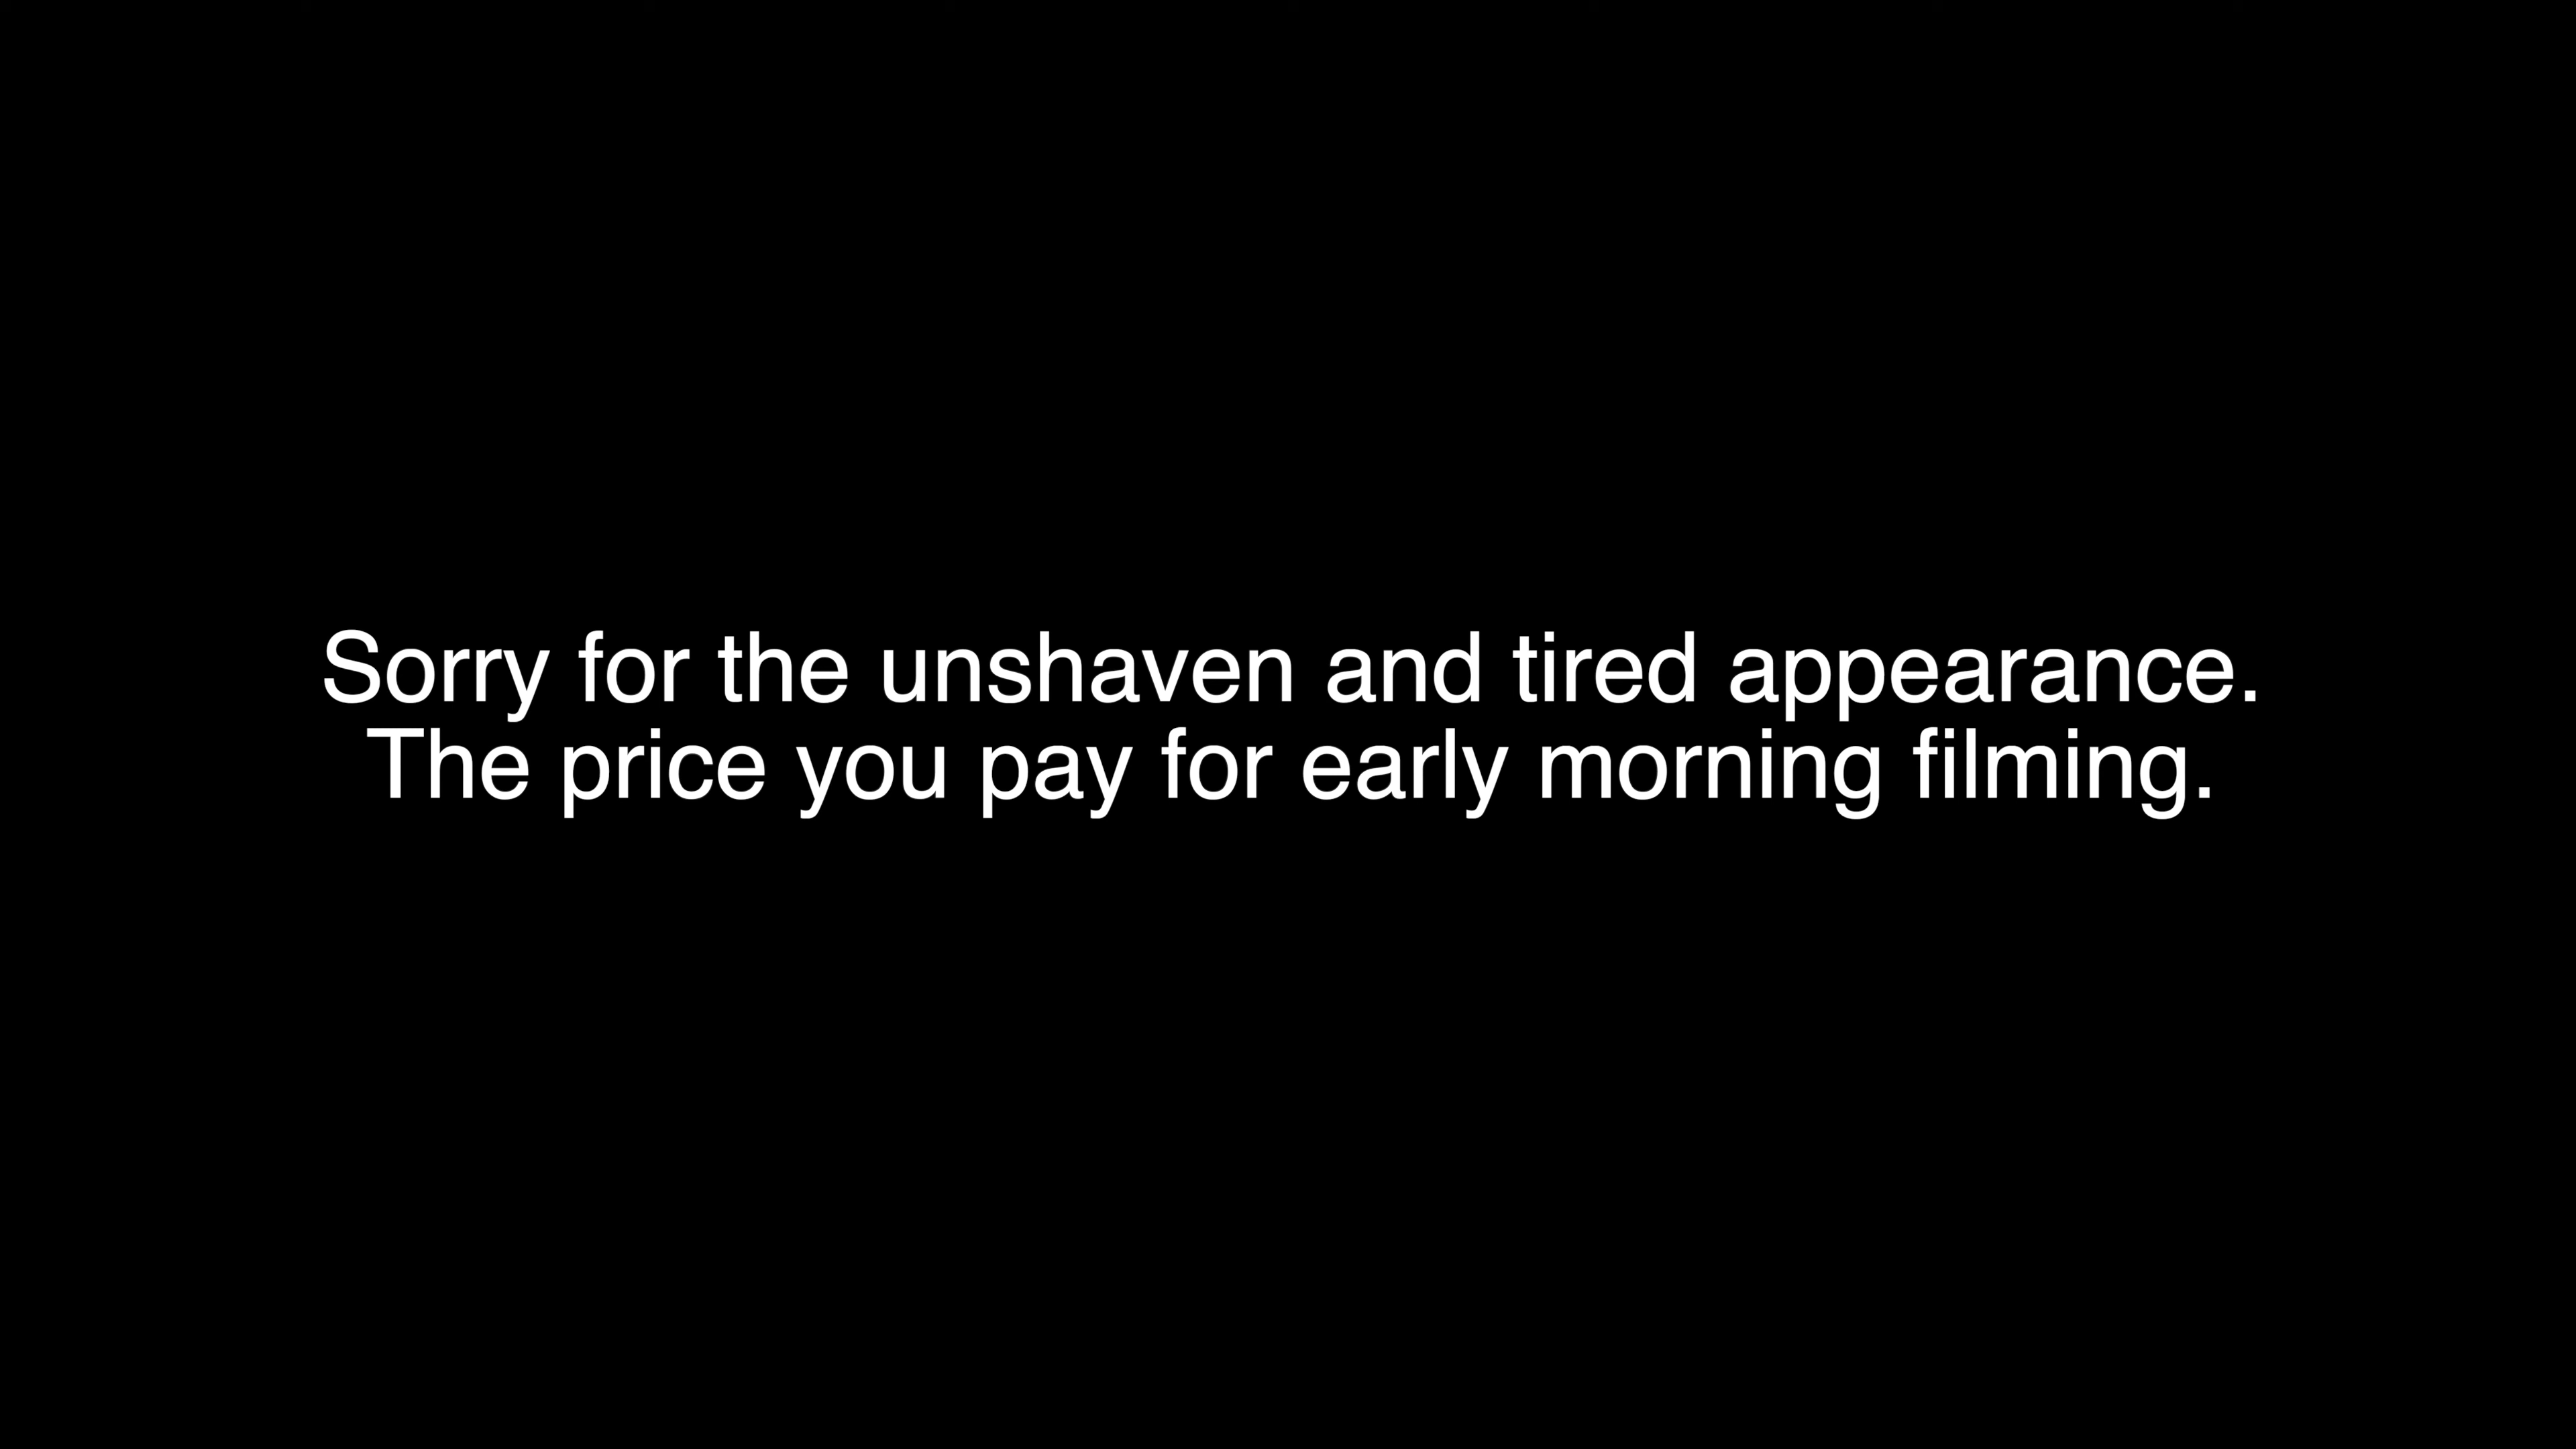 Sorry for the unshaven and tired appearance.
The price you pay for early morning filming.